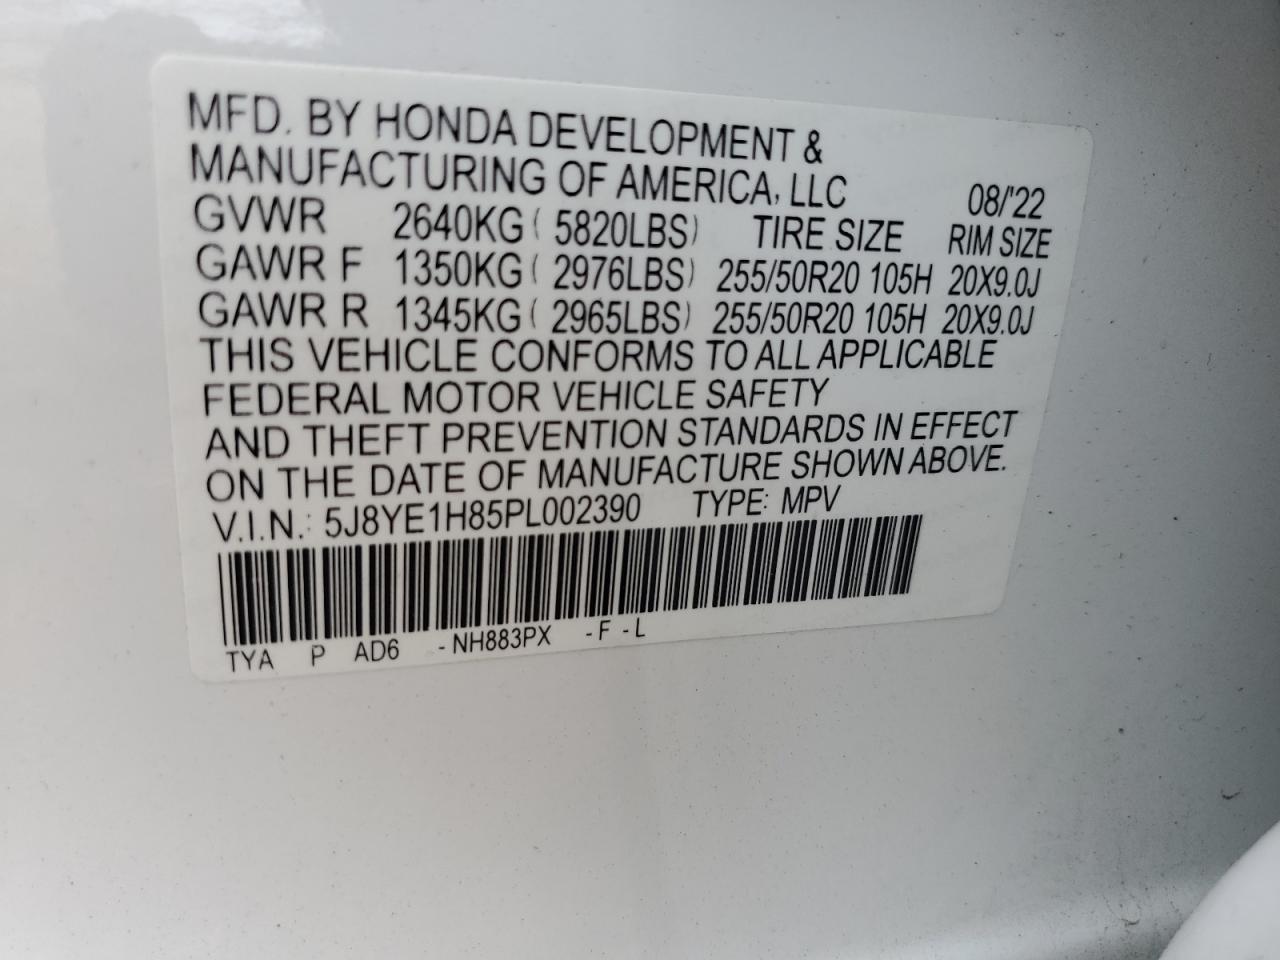 MFD. BY HONDA DEVELOPMENT &
MANUFACTURING OF AMERICA, LLC 08/'22
GVWR 2640KG ( 5820LBS) TIRE SIZE RIM SIZE
GAWR F 1350KG ( 2976LBS) 255/50R20 105H 20X9.0J
GAWR R 1345KG ( 2965LBS) 255/50R20 105H 20X9.0J
THIS VEHICLE CONFORMS TO ALL APPLICABLE
FEDERAL MOTOR VEHICLE SAFETY
AND THEFT PREVENTION STANDARDS IN EFFECT
ON THE DATE OF MANUFACTURE SHOWN ABOVE.
V.I.N.: 5J8YE1H85PL002390 TYPE: MPV
TYA P AD6 -NH883PX -F -L